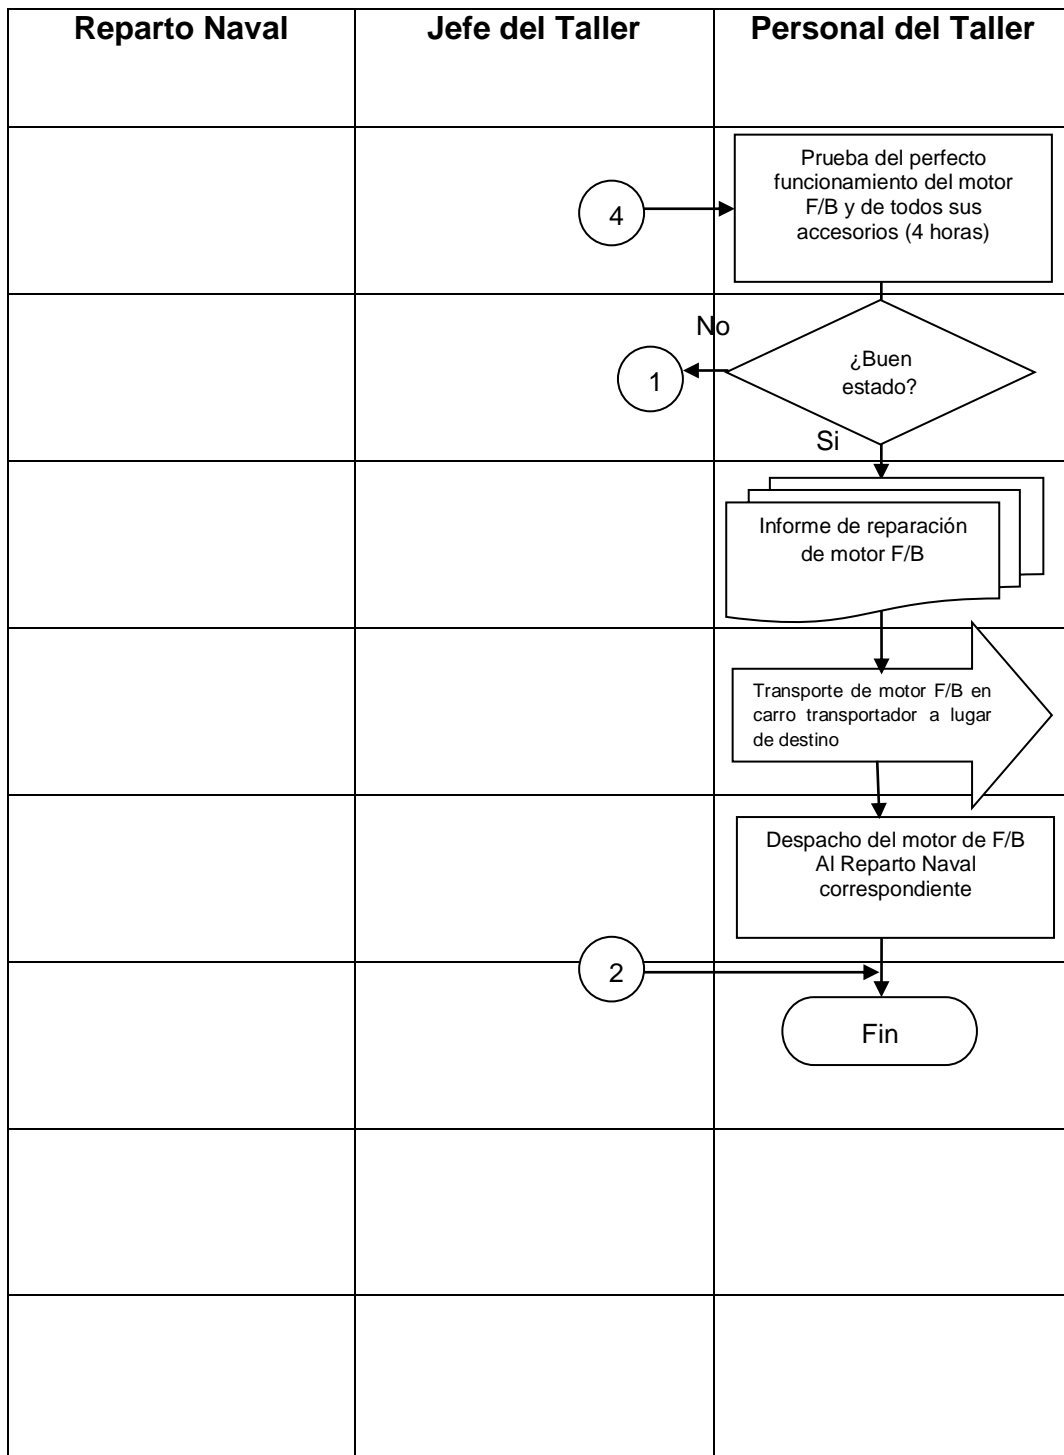 Reparto Naval
Jefe del Taller
Personal del Taller
4
Prueba del perfecto
funcionamiento del motor
F/B y de todos sus
accesorios (4 horas)
No
1
¿Buen
estado?
Si
Informe de reparación
de motor F/B
Transporte de motor F/B en
carro transportador a lugar
de destino
Despacho del motor de F/B
Al Reparto Naval
correspondiente
2
Fin